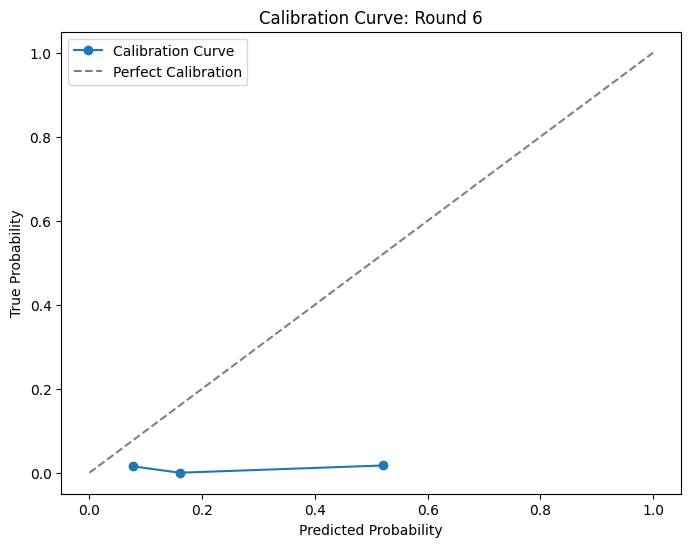 Calibration Curve: Round 6
Calibration Curve
Perfect Calibration
1.0
0.8
0.6
0.4
0.2
0.0
True Probability
0.0 0.2 0.4 0.6 0.8 1.0
Predicted Probability